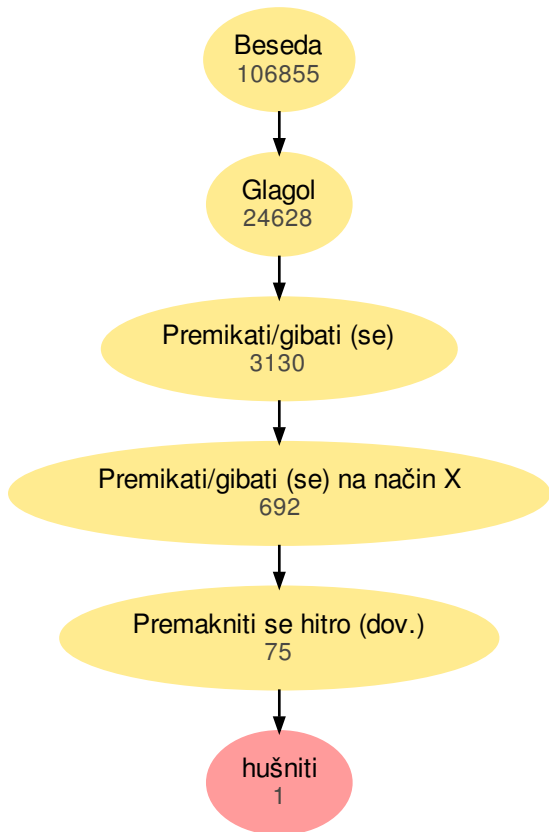 Beseda
106855
Glagol
24628
Premikati/gibati (se)
3130
Premikati/gibati (se) na način X
692
Premakniti se hitro (dov.)
75
hušniti
1